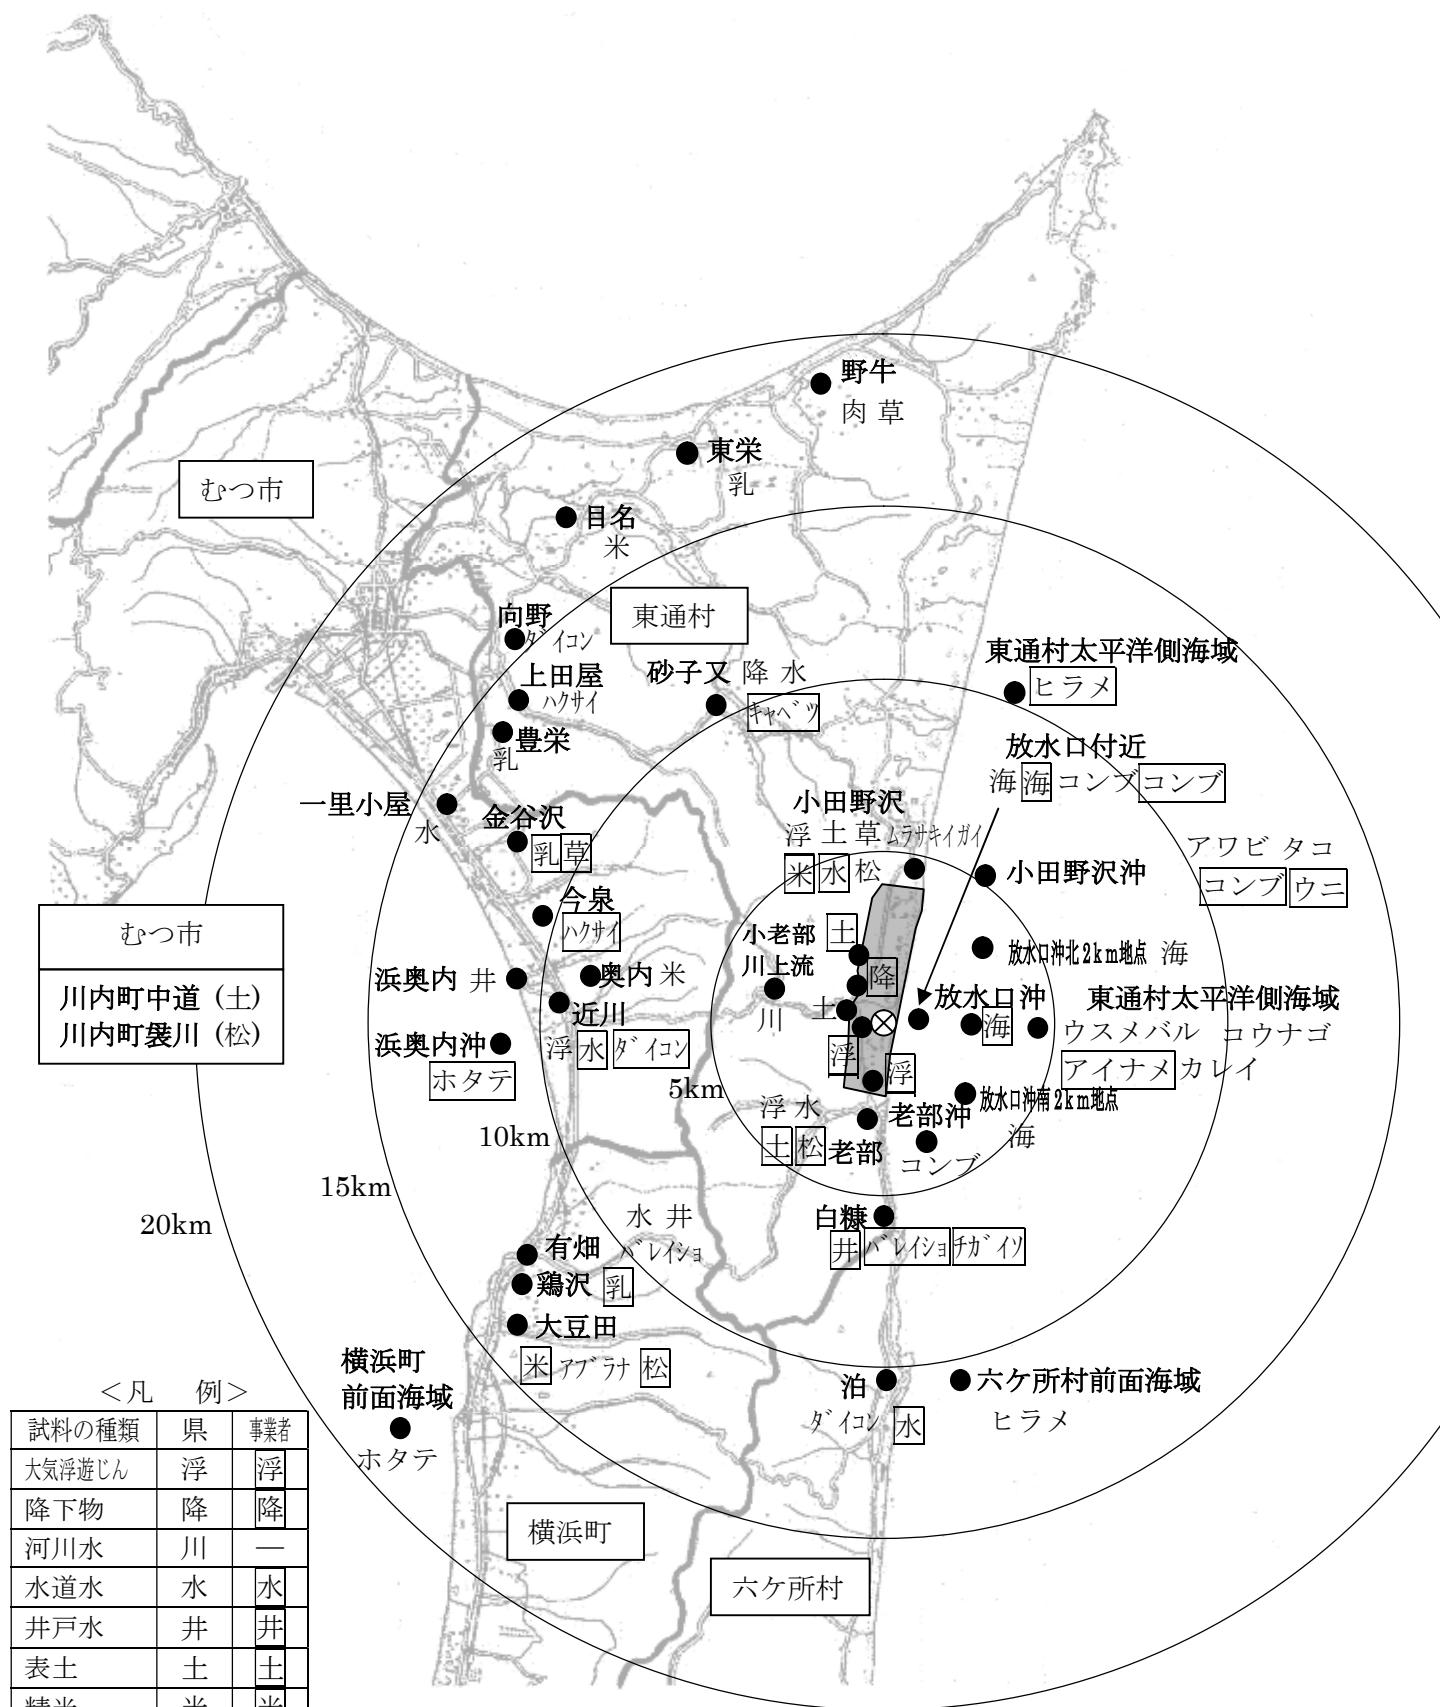 野牛
肉 草
東栄
乳
むつ市
目名
米
東通村
向野
ダイコン
東通村太平洋側海域
ヒラメ
上田屋
ハクサイ
砂子又 降 水
キャベツ
豊栄
乳
放水口付近
海 海 コンブ コンブ
一里小屋
水
金谷沢
乳 草
小田野沢
浮 土 草 ムラサキイガイ
米 水 松
アワビ タコ
小田野沢沖
コンブ ウニ
今泉
ハクサイ
むつ市
川内町中道 (土)
川内町袰川 (松)
小老部
川上流
川
土
降
土
浮
浮
放水口沖北2km地点 海
浜奥内 井
奥内 米
近川
浮 水 ダイコン
放水口沖
海
東通村太平洋側海域
ウスメバル コウナゴ
アイナメ カレイ
浜奥内沖
ホタテ
5km
放水口沖南2km地点
海
浮 水
土 松 老部
老部沖
コンブ
10km
15km
20km
白糠
井 バレイショ チガイソ
水 井
有畑 バレイショ
鶏沢 乳
大豆田
米 アブラナ 松
横浜町
前面海域
ホタテ
泊
ダイコン 水
六ケ所村前面海域
ヒラメ
横浜町
六ケ所村
<凡 例>
試料の種類 県 事業者
大気浮遊じん 浮 浮
降下物 降 降
河川水 川 ―
水道水 水 水
井戸水 井 井
表土 土 土
精米 米 米